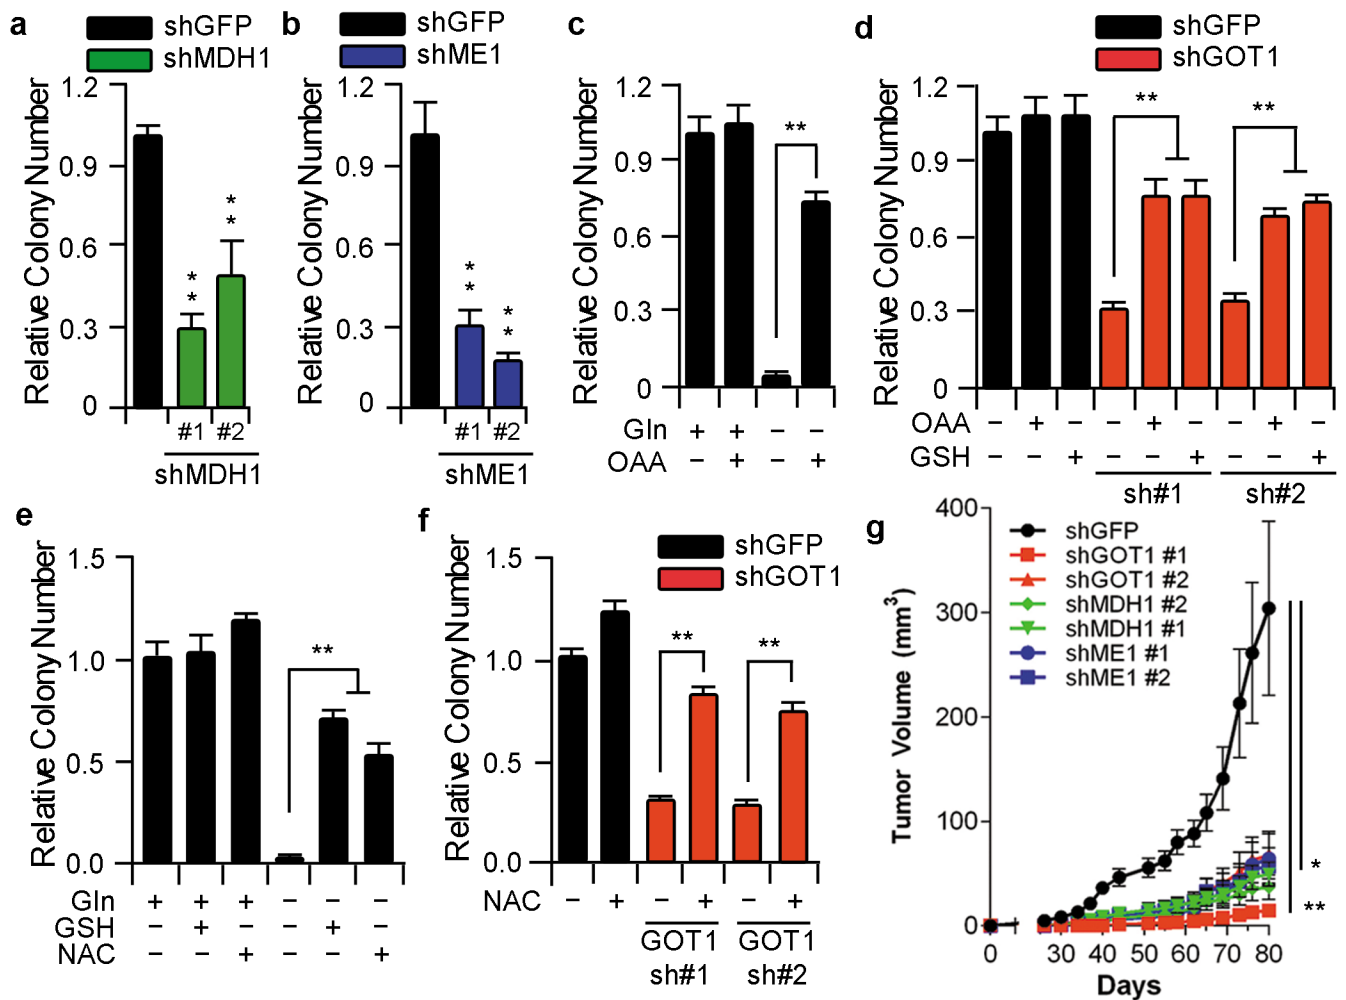 a
shGFP
shMDH1
Relative Colony Number
1.2
0.9
0.6
0.3
0
* *
* *
#1 #2
shMDH1
b
shGFP
shME1
Relative Colony Number
1.2
0.9
0.6
0.3
0
* *
* *
#1 #2
shME1
c
Relative Colony Number
1.2
0.9
0.6
0.3
0
**
Gln + + − −
OAA − + − +
d
shGFP
shGOT1
Relative Colony Number
1.2
0.9
0.6
0.3
0
**
**
OAA − + − − + − − + −
GSH − − + − − + − − +
sh#1 sh#2
e
Relative Colony Number
1.5
1.0
0.5
0.0
**
Gln + + + − − −
GSH − + − − + −
NAC − − + − − +
f
shGFP
shGOT1
Relative Colony Number
1.5
1.0
0.5
0.0
**
**
NAC − + − + − +
GOT1 GOT1
sh#1 sh#2
g
shGFP
shGOT1 #1
shGOT1 #2
shMDH1 #2
shMDH1 #1
shME1 #1
shME1 #2
Tumor Volume (mm3)
400
300
200
100
0
*
**
0 30 40 50 60 70 80
Days